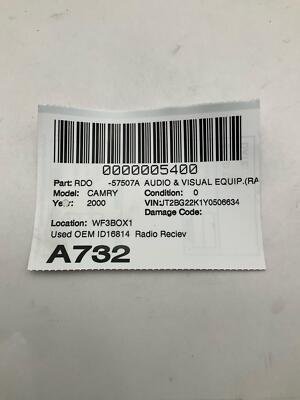 0000005400
Part: RDO -57507A AUDIO & VISUAL EQUIP.(RA
Model: CAMRY Condition: 0
Year: 2000 VIN:JT2BG22K1Y0506634
Damage Code:
Location: WF3BOX1
Used OEM ID16814 Radio Reciev
A732